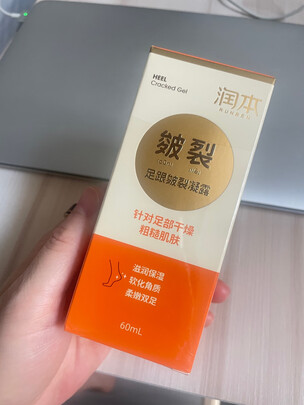 HEEL
Cracked Gel
润本
RUNBEN
皲裂
足跟皲裂凝露
针对足部干燥
粗糙肌肤
滋润保湿
软化角质
柔嫩双足
60mL